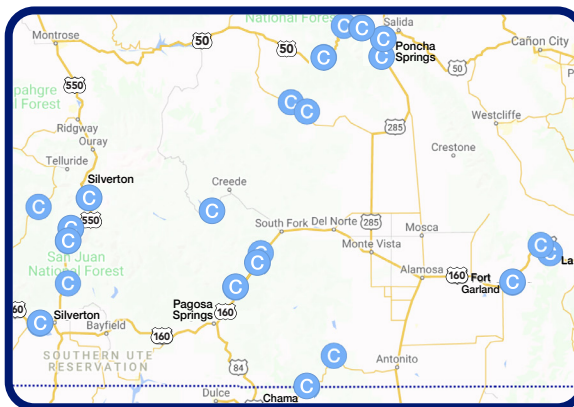 National Forest
Salida
Montrose
50
50
Cañon City
C C C C C
Poncha
Springs
50
550
pahgre
l Forest
C C
285
Westcliffe
Ridgway
Ouray
Telluride
Crestone
Silverton
Creede
C C C
550
C C
285
South Fork
Del Norte
Mosca
Monte Vista
San Juan
National Forest
C C
C C
La
Alamosa
160
Fort
Garland
C
C C
60
C
Silverton
Bayfield
Pagosa
Springs
160
160
SOUTHERN UTE
RESERVATION
84
C
Antonito
Dulce
C
Chama